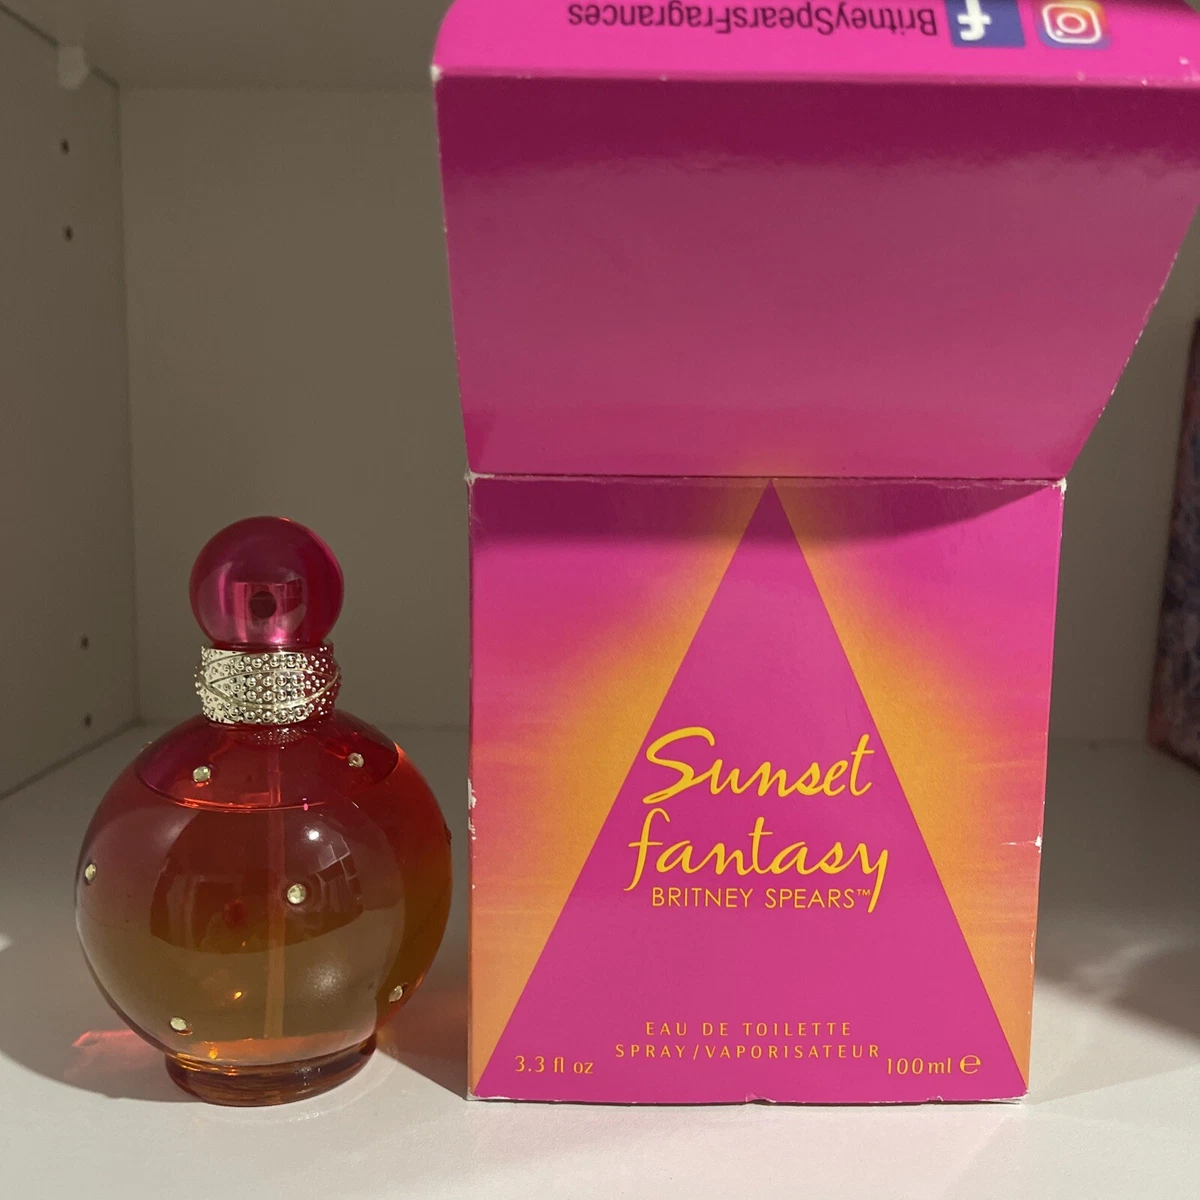 BritneySpearsFragrances
Sunset
fantasy
BRITNEY SPEARS™
EAU DE TOILETTE
SPRAY/VAPORISATEUR
3.3 fl oz
100ml ℮